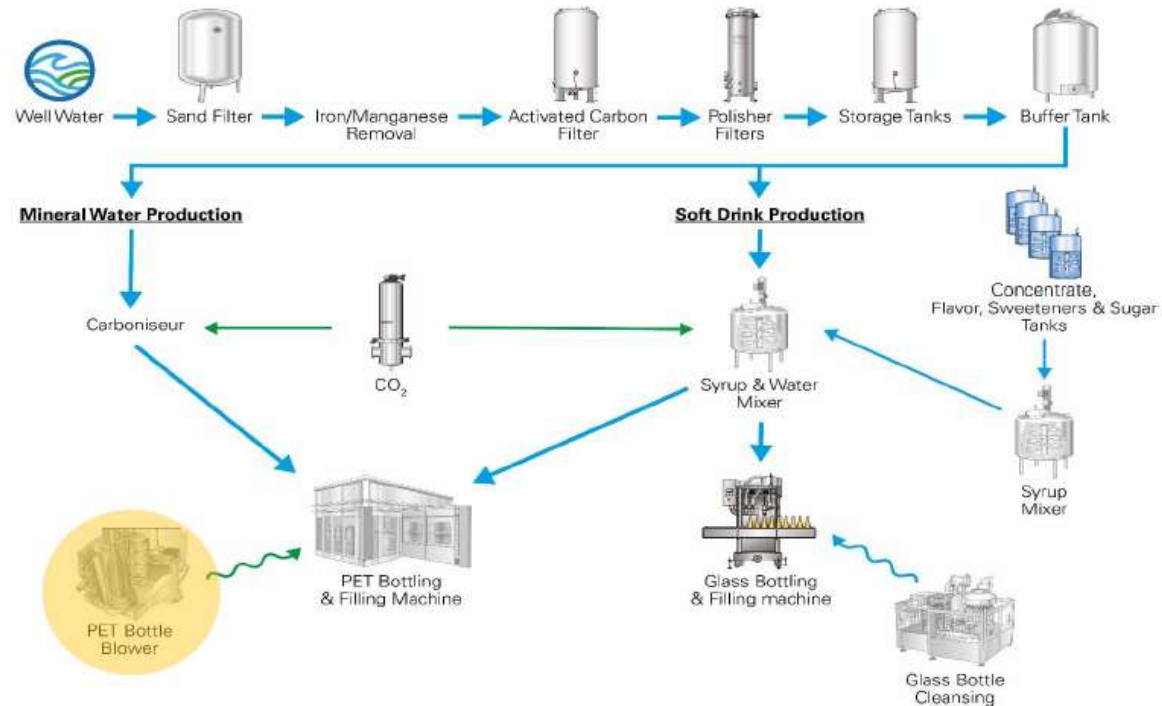 Well Water
Sand Filter
Iron/Manganese
Removal
Activated Carbon
Filter
Polisher
Filters
Storage Tanks
Buffer Tank
Mineral Water Production
Soft Drink Production
Concentrate,
Flavor, Sweeteners & Sugar
Tanks
Carboniseur
CO₂
Syrup & Water
Mixer
Syrup
Mixer
PET Bottle
Blower
PET Bottling
& Filling Machine
Glass Bottling
& Filling machine
Glass Bottle
Cleansing